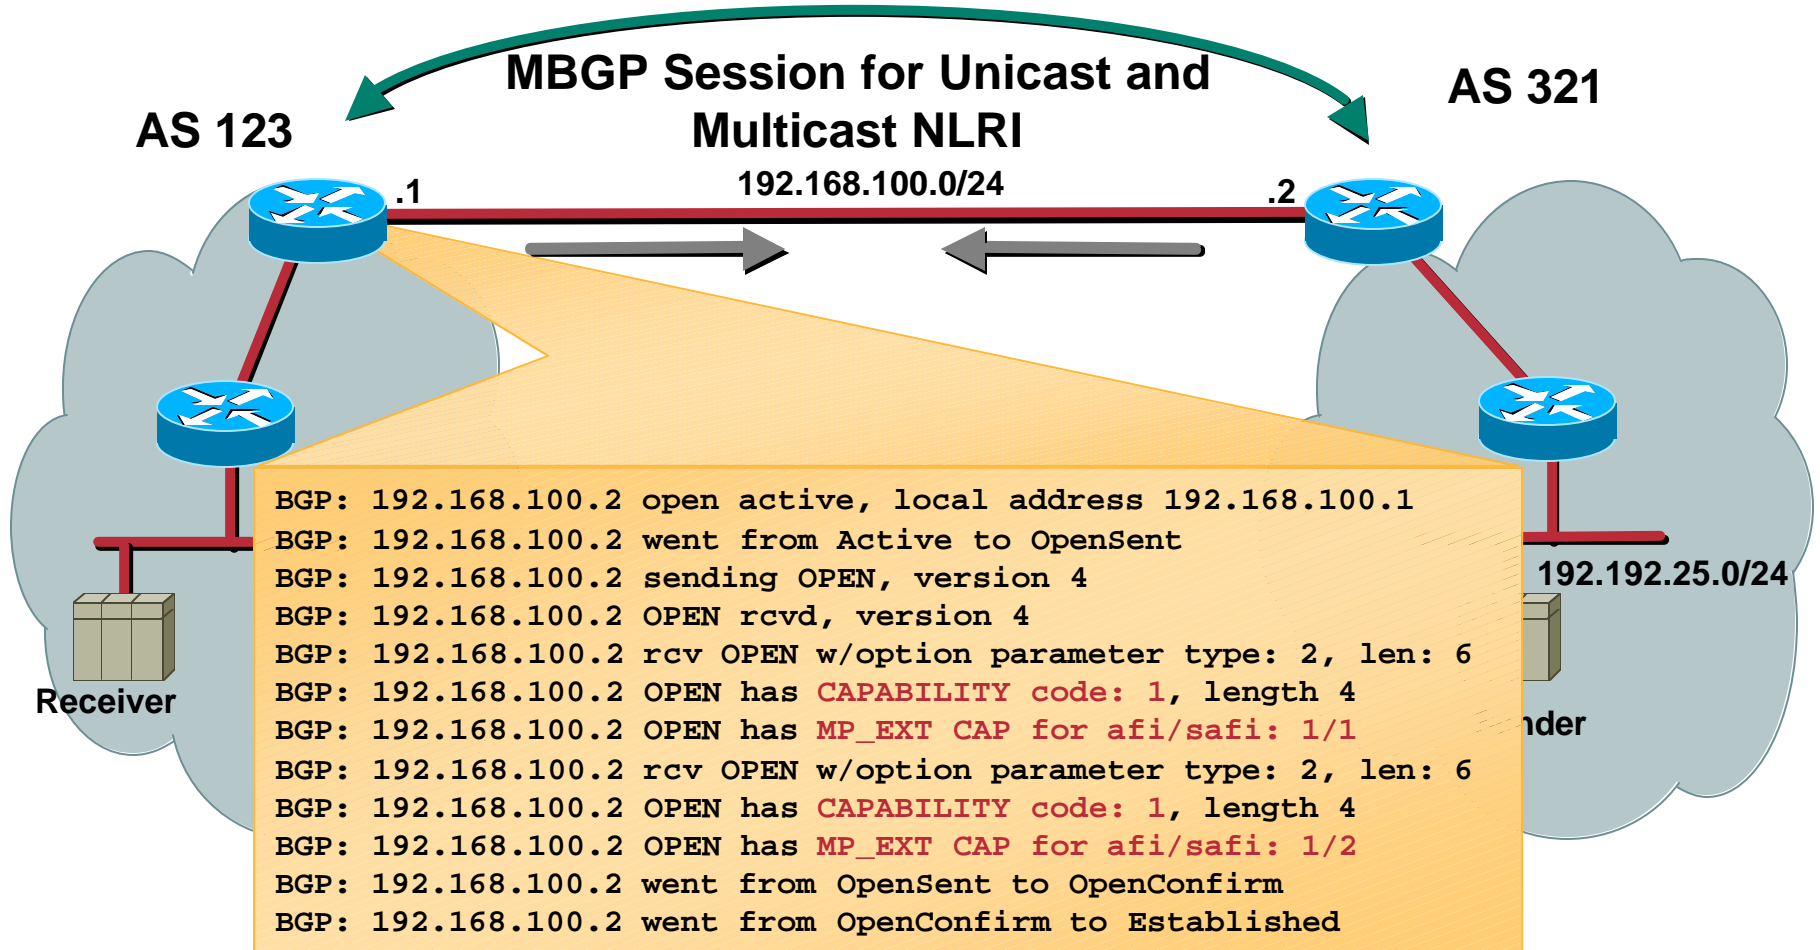 MBGP Session for Unicast and
Multicast NLRI
AS 321
AS 123
192.168.100.0/24
.1
.2
BGP: 192.168.100.2 open active, local address 192.168.100.1
BGP: 192.168.100.2 went from Active to OpenSent
BGP: 192.168.100.2 sending OPEN, version 4
BGP: 192.168.100.2 OPEN rcvd, version 4
BGP: 192.168.100.2 rcv OPEN w/option parameter type: 2, len: 6
BGP: 192.168.100.2 OPEN has CAPABILITY code: 1, length 4
BGP: 192.168.100.2 OPEN has MP_EXT CAP for afi/safi: 1/1
BGP: 192.168.100.2 rcv OPEN w/option parameter type: 2, len: 6
BGP: 192.168.100.2 OPEN has CAPABILITY code: 1, length 4
BGP: 192.168.100.2 OPEN has MP_EXT CAP for afi/safi: 1/2
BGP: 192.168.100.2 went from OpenSent to OpenConfirm
BGP: 192.168.100.2 went from OpenConfirm to Established
192.192.25.0/24
Receiver